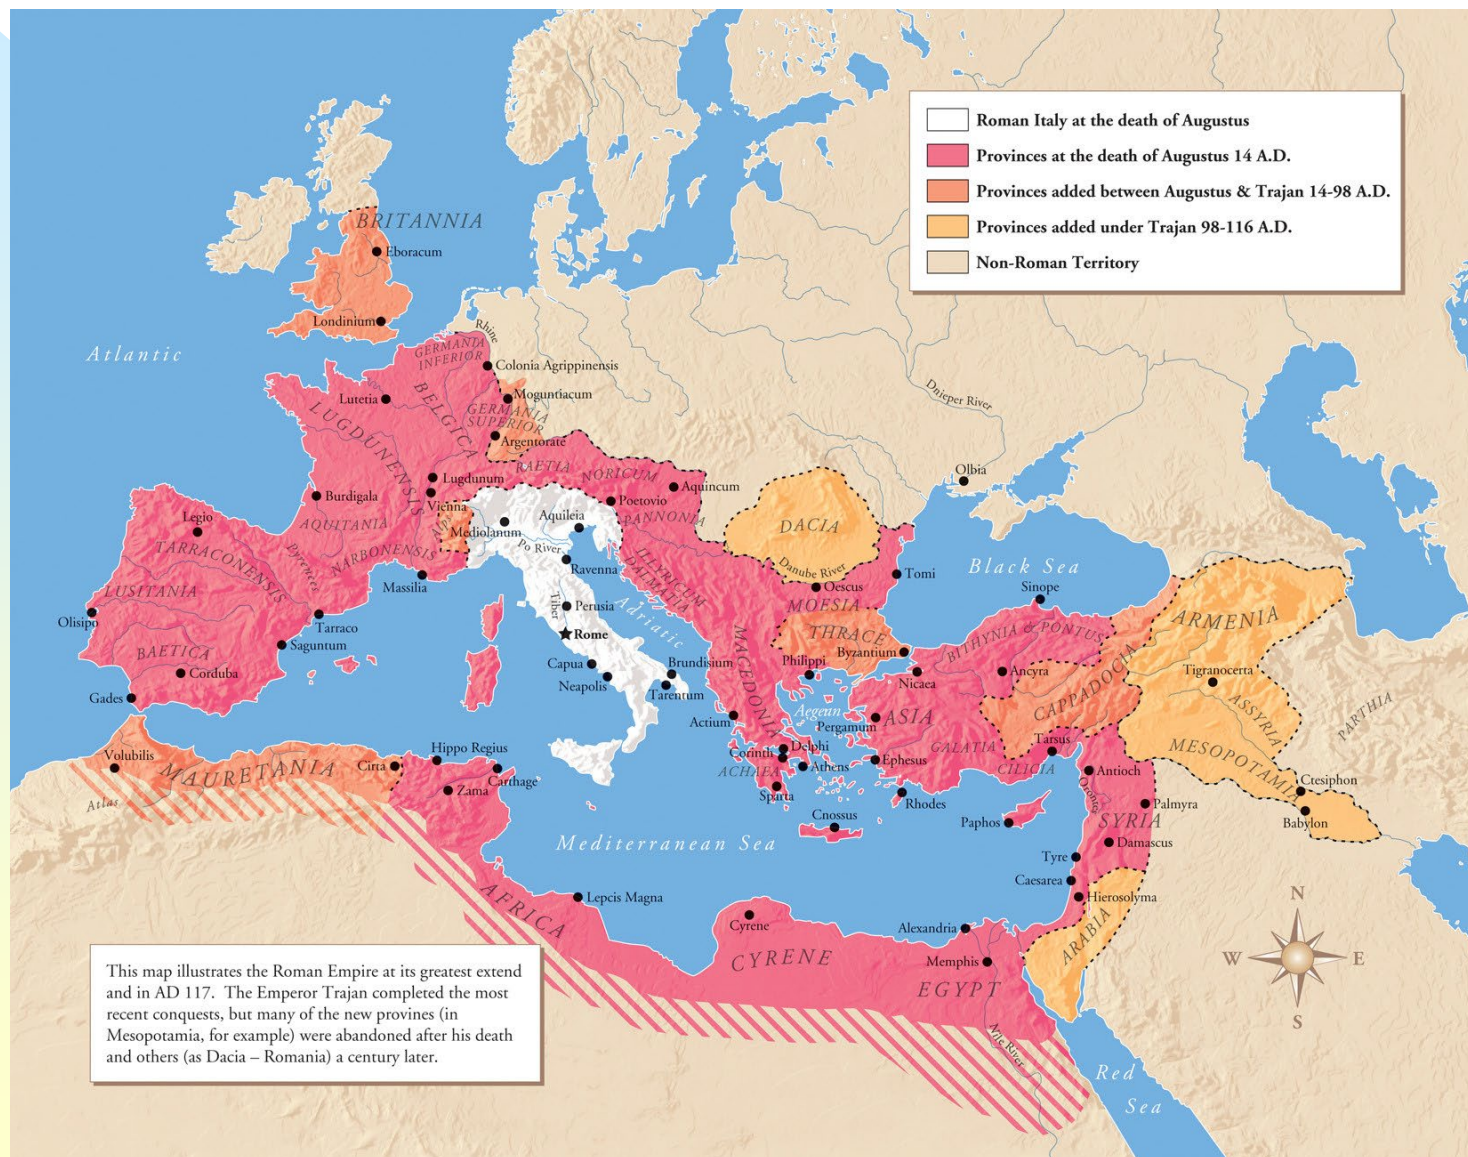 Roman Italy at the death of Augustus
Provinces at the death of Augustus 14 A.D.
Provinces added between Augustus & Trajan 14-98 A.D.
Provinces added under Trajan 98-116 A.D.
Non-Roman Territory
BRITANNIA
Eboracum
Londinium
Atlantic
Rhine
GERMANIA
INFERIOR
Colonia Agrippinensis
Lutetia
BELGICA
Moguntiacum
GERMANIA
SUPERIOR
Argentorate
LUGDUNENSIS
Dnieper River
Olbia
RAETIA
NORICUM
Lugdunum
Aquincum
Vienna
Poetovio
Burdigala
AQUITANIA
PANNONIA
Mediolanum
Aquileia
DACIA
Legio
TARRACONENSIS
Pyrenees
NARBONENSIS
Po River
Ravenna
ILLYRICUM
DALMATIA
Danube River
Oescus
Tomi
Black Sea
Massilia
LUSITANIA
Olisipo
Tarraco
Saguntum
BAETICA
Corduba
Gades
Tiber
Perusia
Adriatic
Rome
Capua
Neapolis
Brundisium
Tarentum
MOESIA
THRACE
Byzantium
Philippi
MACEDONIA
Sinope
BITHYNIA & PONTUS
ARMENIA
Nicaea
Ancyra
CAPPADOCIA
Tigranocerta
ASSYRIA
PARTHIA
Actium
Aegeun
Pergamum
ASIA
GALATIA
Tarsus
MESOPOTAMIA
Delphi
Corinth
Athens
ACHAEA
Sparta
Ephesus
CILICIA
Antioch
Ctesiphon
Volubilis
MAURETANIA
Cirta
Hippo Regius
Carthage
Zama
Atlas
Rhodes
Orontes
Palmyra
Babylon
Cnossus
Paphos
SYRIA
Mediterranean Sea
Damascus
Tyre
Caesarea
Hierosolyma
Lepcis Magna
AFRICA
Cyrene
Alexandria
ARABIA
CYRENE
Memphis
EGYPT
Nile River
Red
Sea
N
W
E
S
This map illustrates the Roman Empire at its greatest extend
and in AD 117. The Emperor Trajan completed the most
recent conquests, but many of the new provines (in
Mesopotamia, for example) were abandoned after his death
and others (as Dacia – Romania) a century later.